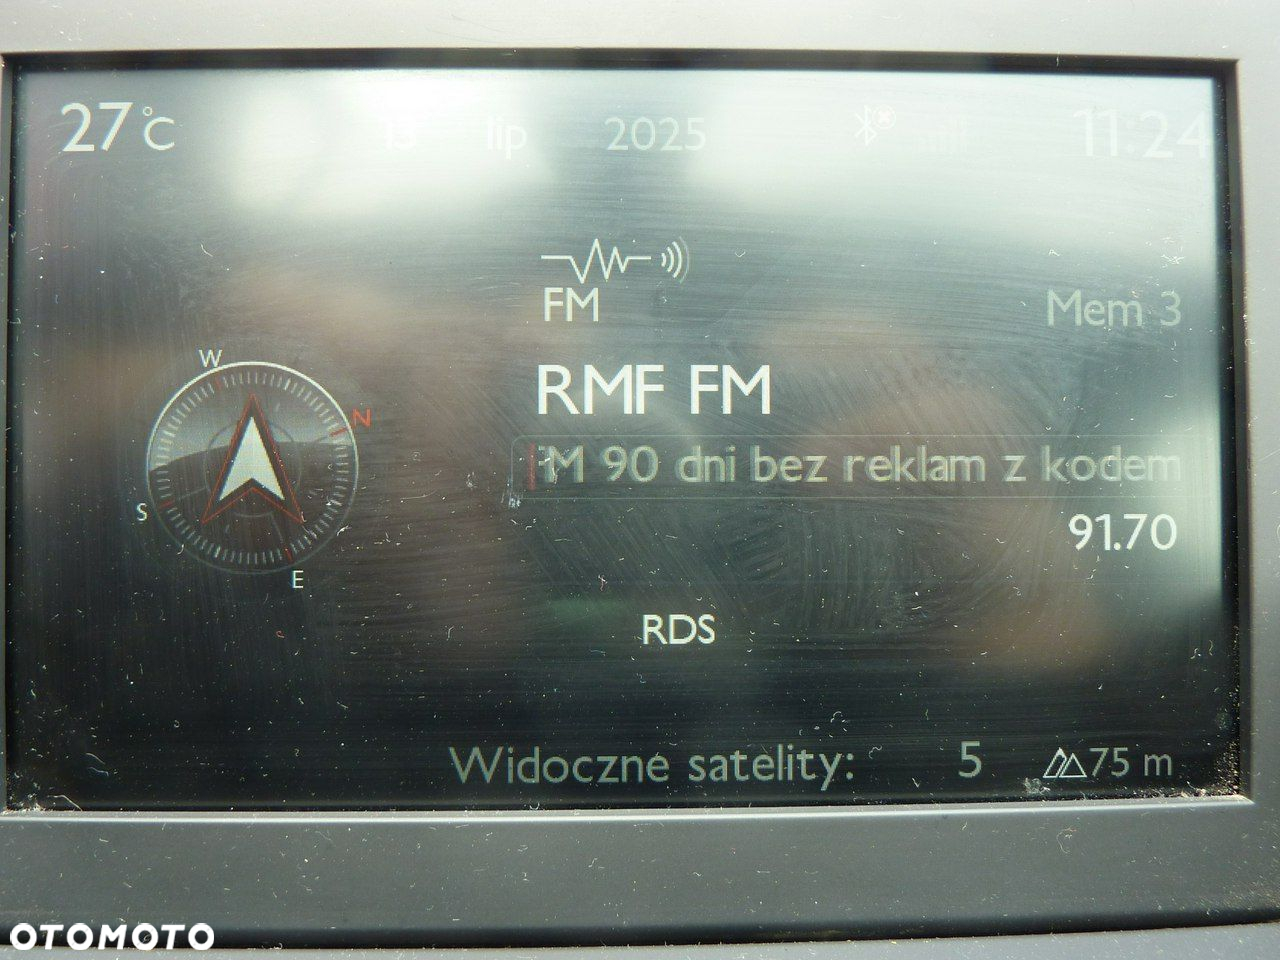 27°C 13 lip 2025 11:24
FM
Mem 3
RMF FM
W
N
FM 90 dni bez reklam z kodem
S
91.70
E
RDS
Widoczne satelity: 5 75 m
OTOMOTO